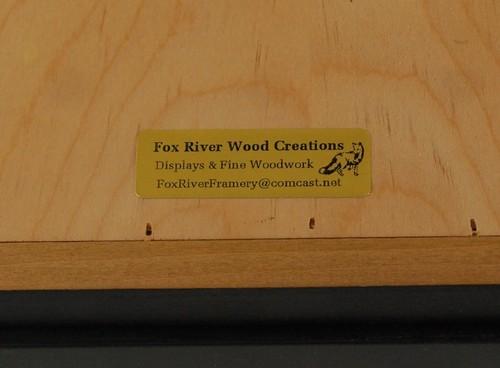 Fox River Wood Creations
Displays & Fine Woodwork
FoxRiverFramery@comcast.net